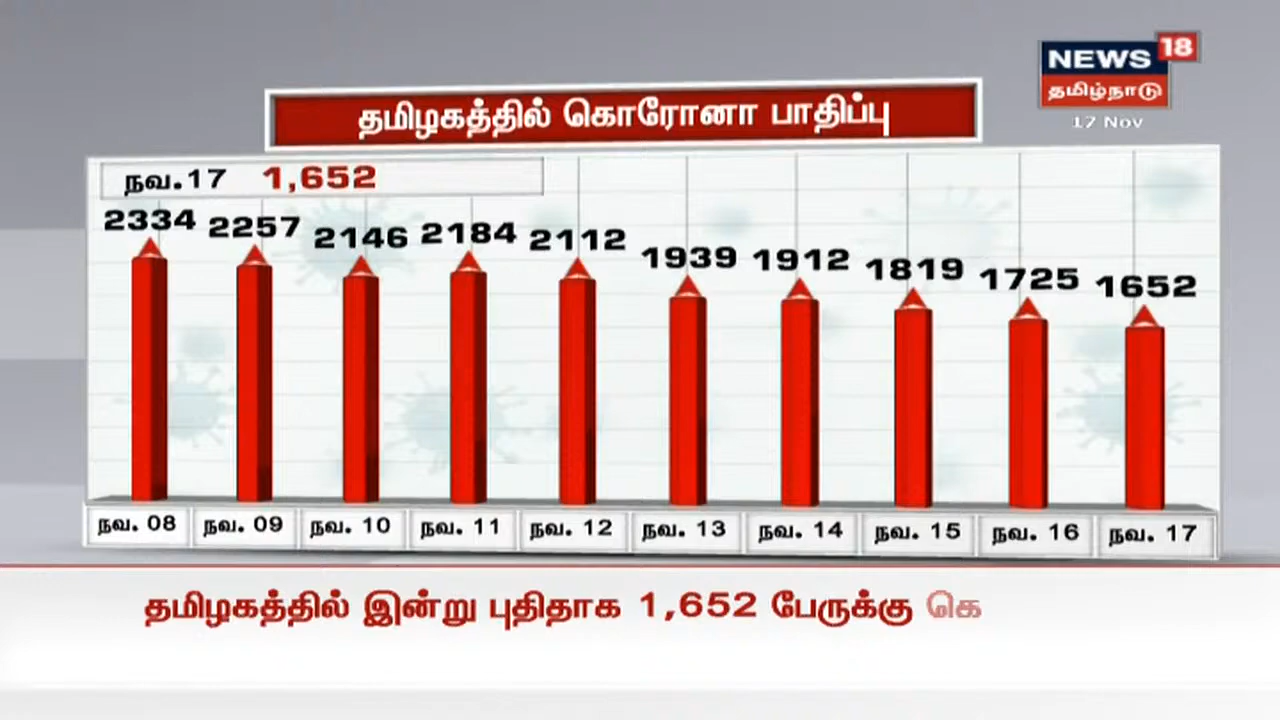 NEWS 18
தமிழ்நாடு
17 Nov
தமிழகத்தில் கொரோனா பாதிப்பு
நவ.17 1,652
2334 2257 2146 2184 2112 1939 1912 1819 1725 1652
நவ. 08 நவ. 09 நவ. 10 நவ. 11 நவ. 12 நவ. 13 நவ. 14 நவ. 15 நவ. 16 நவ. 17
தமிழகத்தில் இன்று புதிதாக 1,652 பேருக்கு கெ